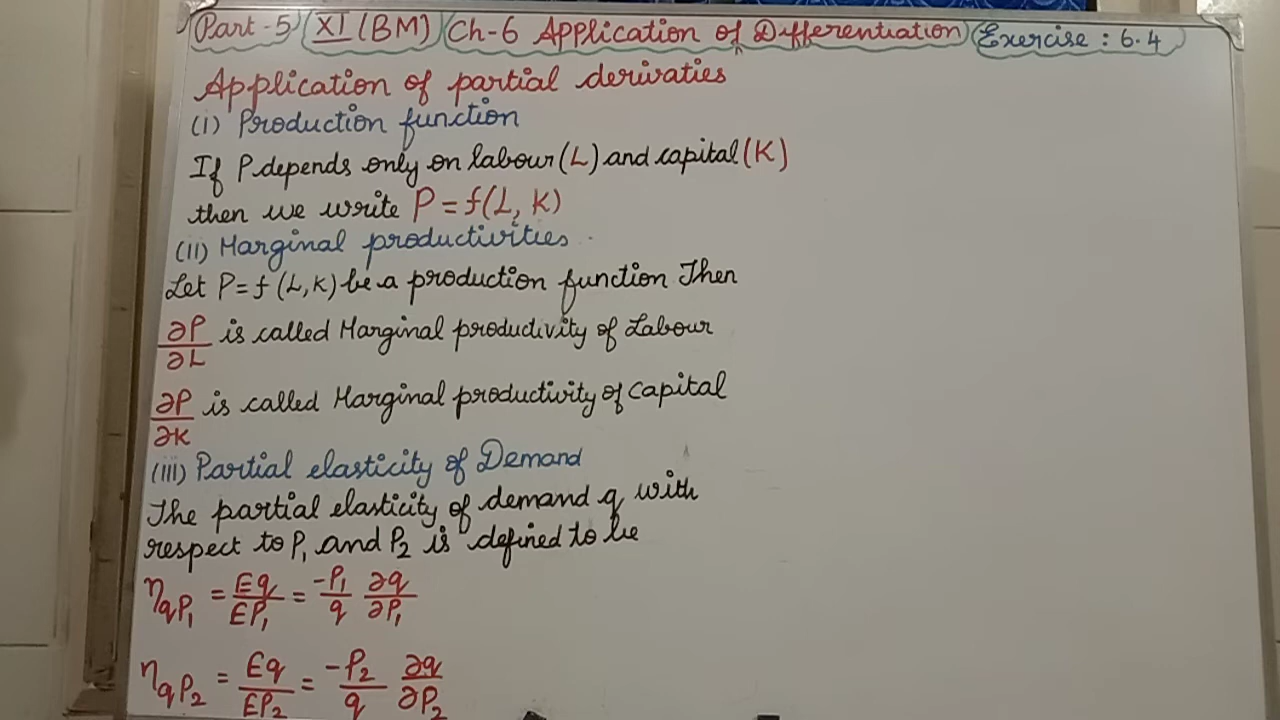 Part-5 XI (BM) Ch-6 Application of Differentiation Exercise : 6.4
Application of partial derivaties
(i) Production function
If P depends only on labour (L) and capital (K)
then we write P = f(L, K)
(ii) Marginal productivities
Let P = f (L, K) be a production function Then
∂P/∂L is called Marginal productivity of Labour
∂P/∂K is called Marginal productivity of Capital
(iii) Partial elasticity of Demand
The partial elasticity of demand q with
respect to P₁ and P₂ is defined to be
η_qP₁ = Eq/EP₁ = -P₁/q ∂q/∂P₁
η_qP₂ = Eq/EP₂ = -P₂/q ∂q/∂P₂